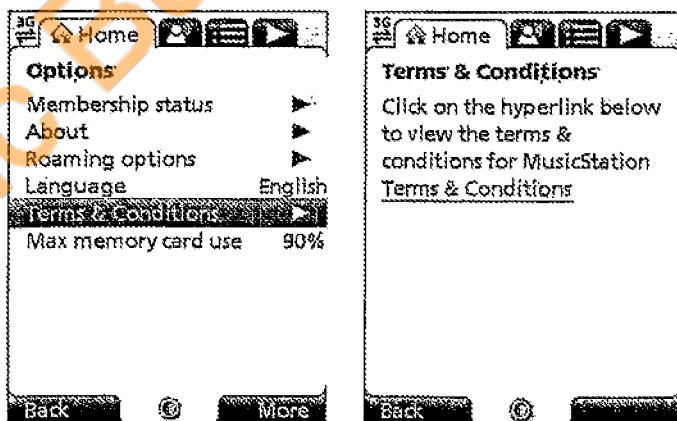 3G
Home
Options
Membership status
About
Roaming options
Language English
Terms & Conditions
Max memory card use 90%
Back More
3G
Home
Terms & Conditions
Click on the hyperlink below
to view the terms &
conditions for MusicStation
Terms & Conditions
Back